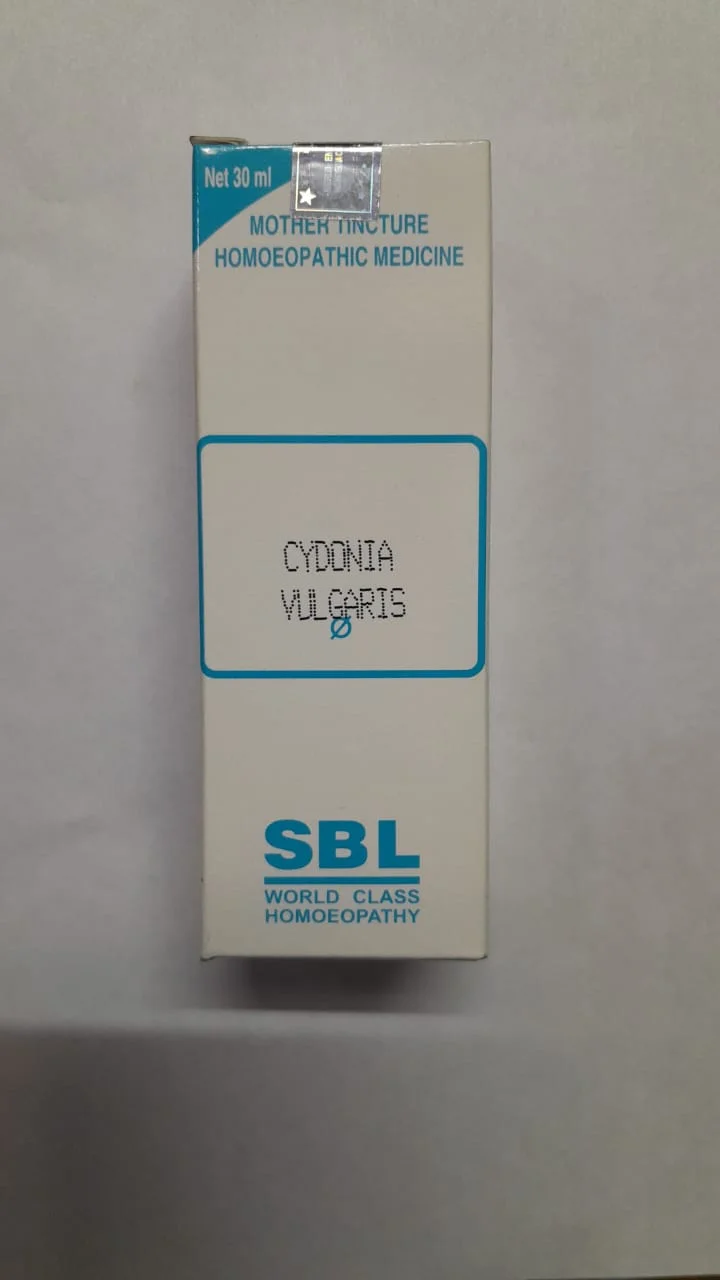 Net 30 ml
MOTHER TINCTURE
HOMOEOPATHIC MEDICINE
CYDONIA
VULGARIS
Ø
SBL
WORLD CLASS
HOMOEOPATHY